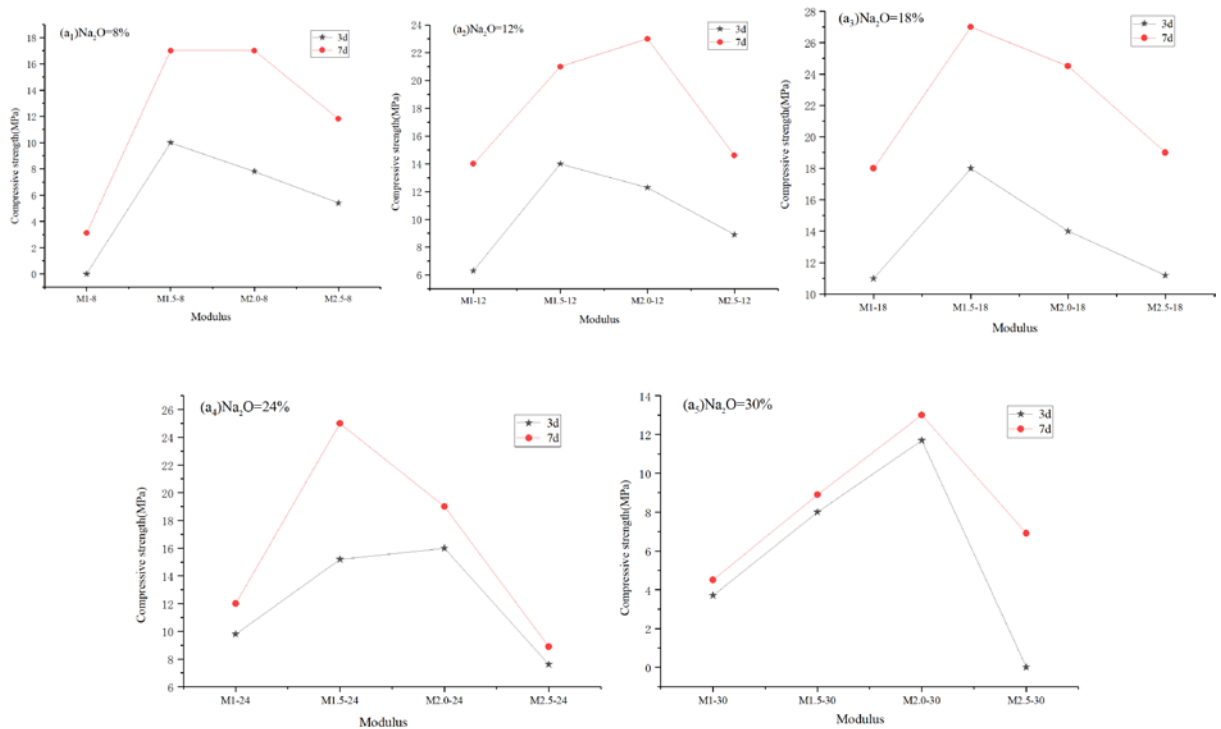 (a₁)Na₂O=8%
3d
7d
Compressive strength(MPa)
18
16
14
12
10
8
6
4
2
0
M1-8 M1.5-8 M2.0-8 M2.5-8
Modulus
(a₂)Na₂O=12%
3d
7d
Compressive strength(MPa)
24
22
20
18
16
14
12
10
8
6
M1-12 M1.5-12 M2.0-12 M2.5-12
Modulus
(a₃)Na₂O=18%
3d
7d
Compressive strength(MPa)
28
26
24
22
20
18
16
14
12
10
M1-18 M1.5-18 M2.0-18 M2.5-18
Modulus
(a₄)Na₂O=24%
3d
7d
Compressive strength(MPa)
26
24
22
20
18
16
14
12
10
8
6
M1-24 M1.5-24 M2.0-24 M2.5-24
Modulus
(a₅)Na₂O=30%
3d
7d
Compressive strength(MPa)
14
12
10
8
6
4
2
0
M1-30 M1.5-30 M2.0-30 M2.5-30
Modulus